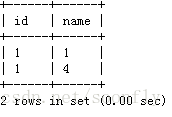 +------+------+
| id | name |
+------+------+
| 1 | 1 |
| 1 | 4 |
+------+------+
2 rows in set (0.00 sec)